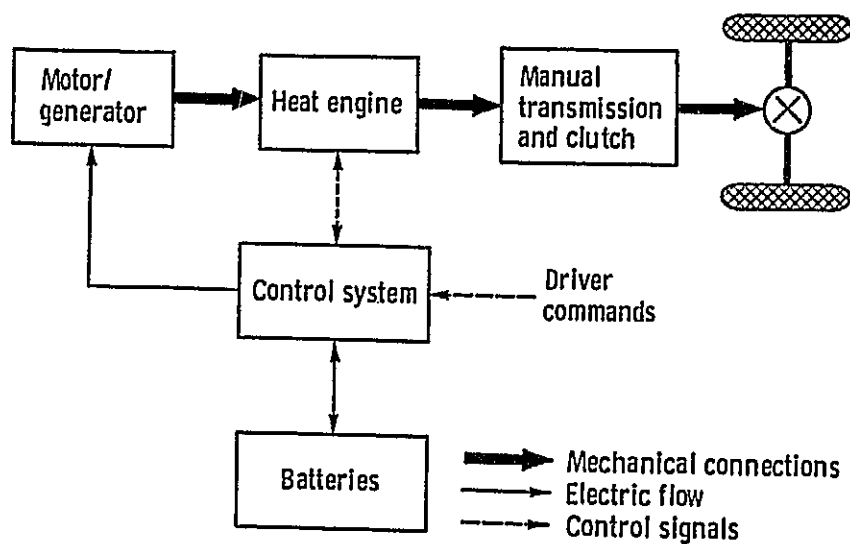 Motor/
generator
Heat engine
Manual
transmission
and clutch
Control system
Driver
commands
Batteries
Mechanical connections
Electric flow
Control signals